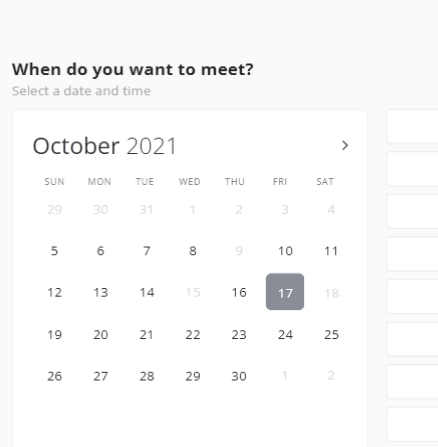 When do you want to meet?
Select a date and time
October 2021
SUN MON TUE WED THU FRI SAT
29 30 31 1 2 3 4
5 6 7 8 9 10 11
12 13 14 15 16 17 18
19 20 21 22 23 24 25
26 27 28 29 30 1 2